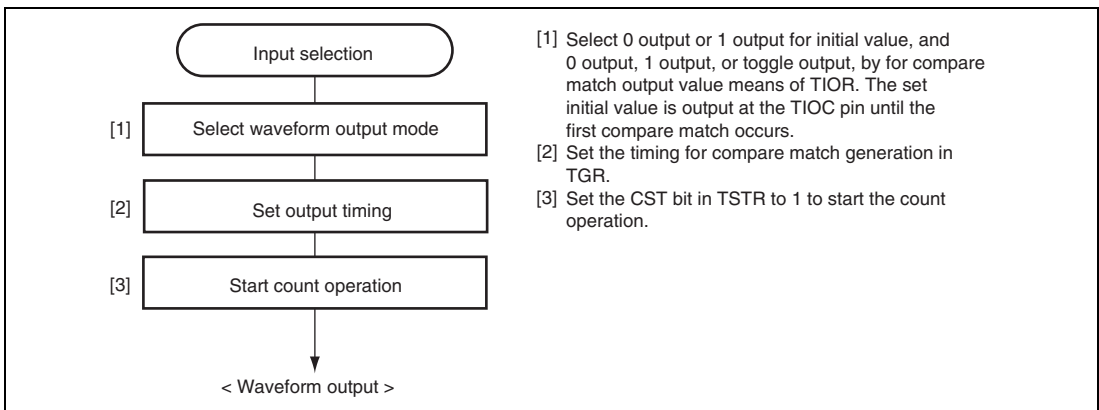 Input selection
[1] Select waveform output mode
[2] Set output timing
[3] Start count operation
< Waveform output >
[1] Select 0 output or 1 output for initial value, and
0 output, 1 output, or toggle output, by for compare
match output value means of TIOR. The set
initial value is output at the TIOC pin until the
first compare match occurs.
[2] Set the timing for compare match generation in
TGR.
[3] Set the CST bit in TSTR to 1 to start the count
operation.